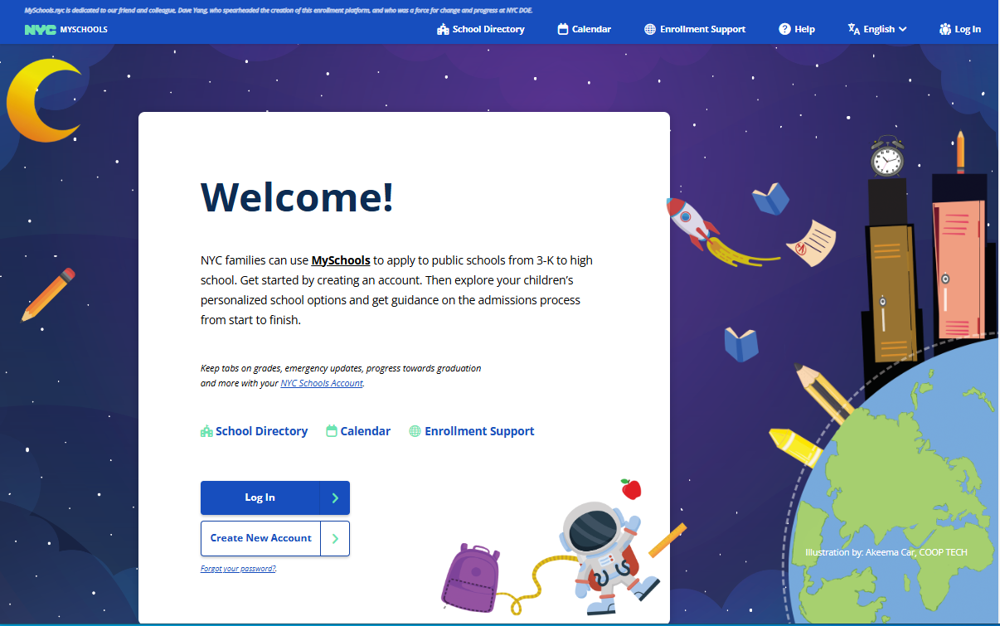 MySchools.nyc is dedicated to our friend and colleague, Dave Yang, who spearheaded the creation of this enrollment platform, and who was a force for change and progress at NYC DOE.
NYC MYSCHOOLS
School Directory
Calendar
Enrollment Support
Help
English
Log In
Welcome!
NYC families can use MySchools to apply to public schools from 3-K to high
school. Get started by creating an account. Then explore your children's
personalized school options and get guidance on the admissions process
from start to finish.
Keep tabs on grades, emergency updates, progress towards graduation
and more with your NYC Schools Account.
School Directory
Calendar
Enrollment Support
Log In
Create New Account
Forgot your password?.
Illustration by: Akeema Car, COOP TECH